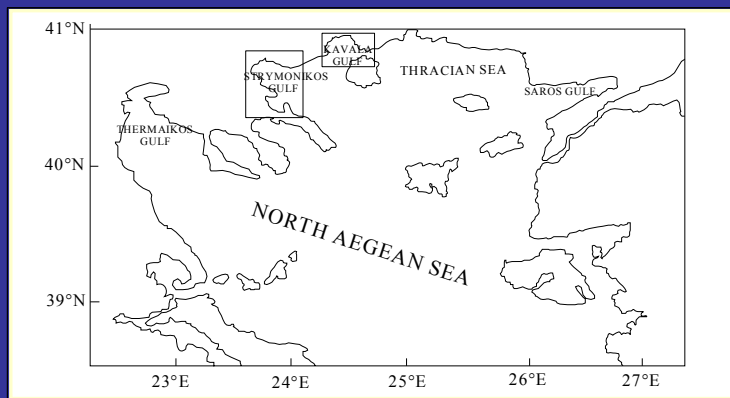 41°N
KAVALA
GULF
STRYMONIKOS
GULF
THRACIAN SEA
SAROS GULF
THERMAIKOS
GULF
40°N
NORTH AEGEAN SEA
39°N
23°E 24°E 25°E 26°E 27°E